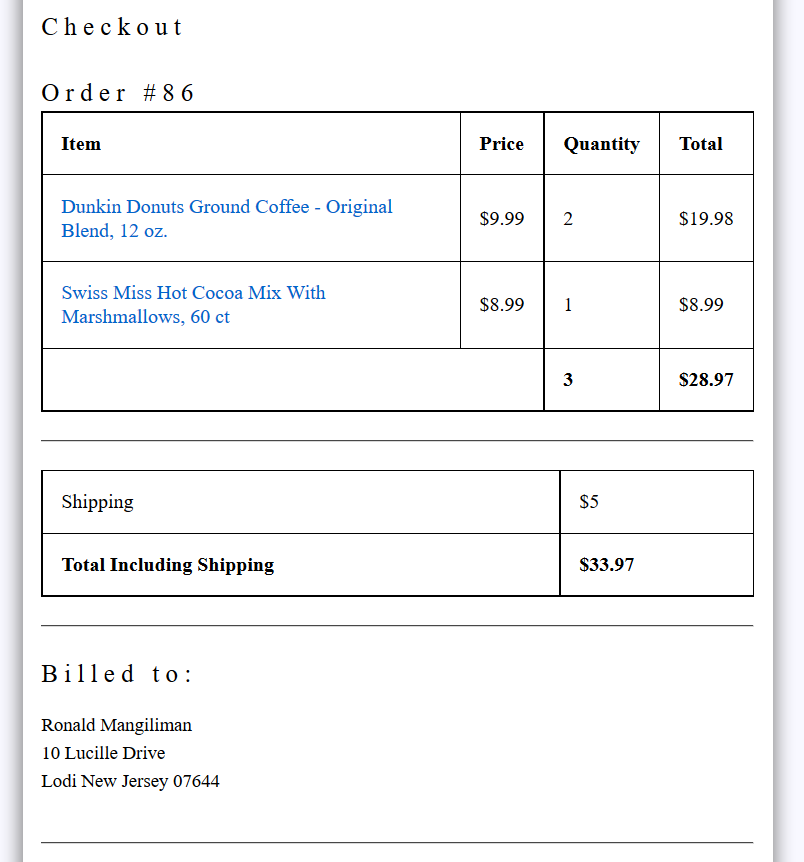 Checkout
Order #86
Item Price Quantity Total
Dunkin Donuts Ground Coffee - Original
Blend, 12 oz.
$9.99 2 $19.98
Swiss Miss Hot Cocoa Mix With
Marshmallows, 60 ct
$8.99 1 $8.99
3 $28.97
Shipping $5
Total Including Shipping $33.97
Billed to:
Ronald Mangiliman
10 Lucille Drive
Lodi New Jersey 07644